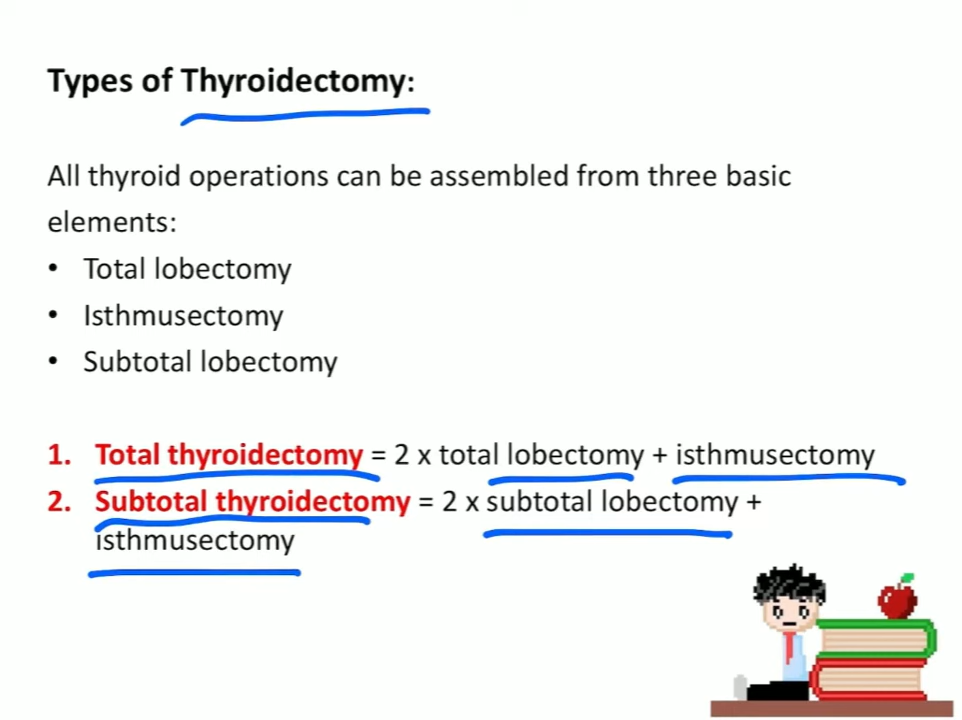 Types of Thyroidectomy:
All thyroid operations can be assembled from three basic
elements:
• Total lobectomy
• Isthmusectomy
• Subtotal lobectomy
1. Total thyroidectomy = 2 x total lobectomy + isthmusectomy
2. Subtotal thyroidectomy = 2 x subtotal lobectomy +
isthmusectomy